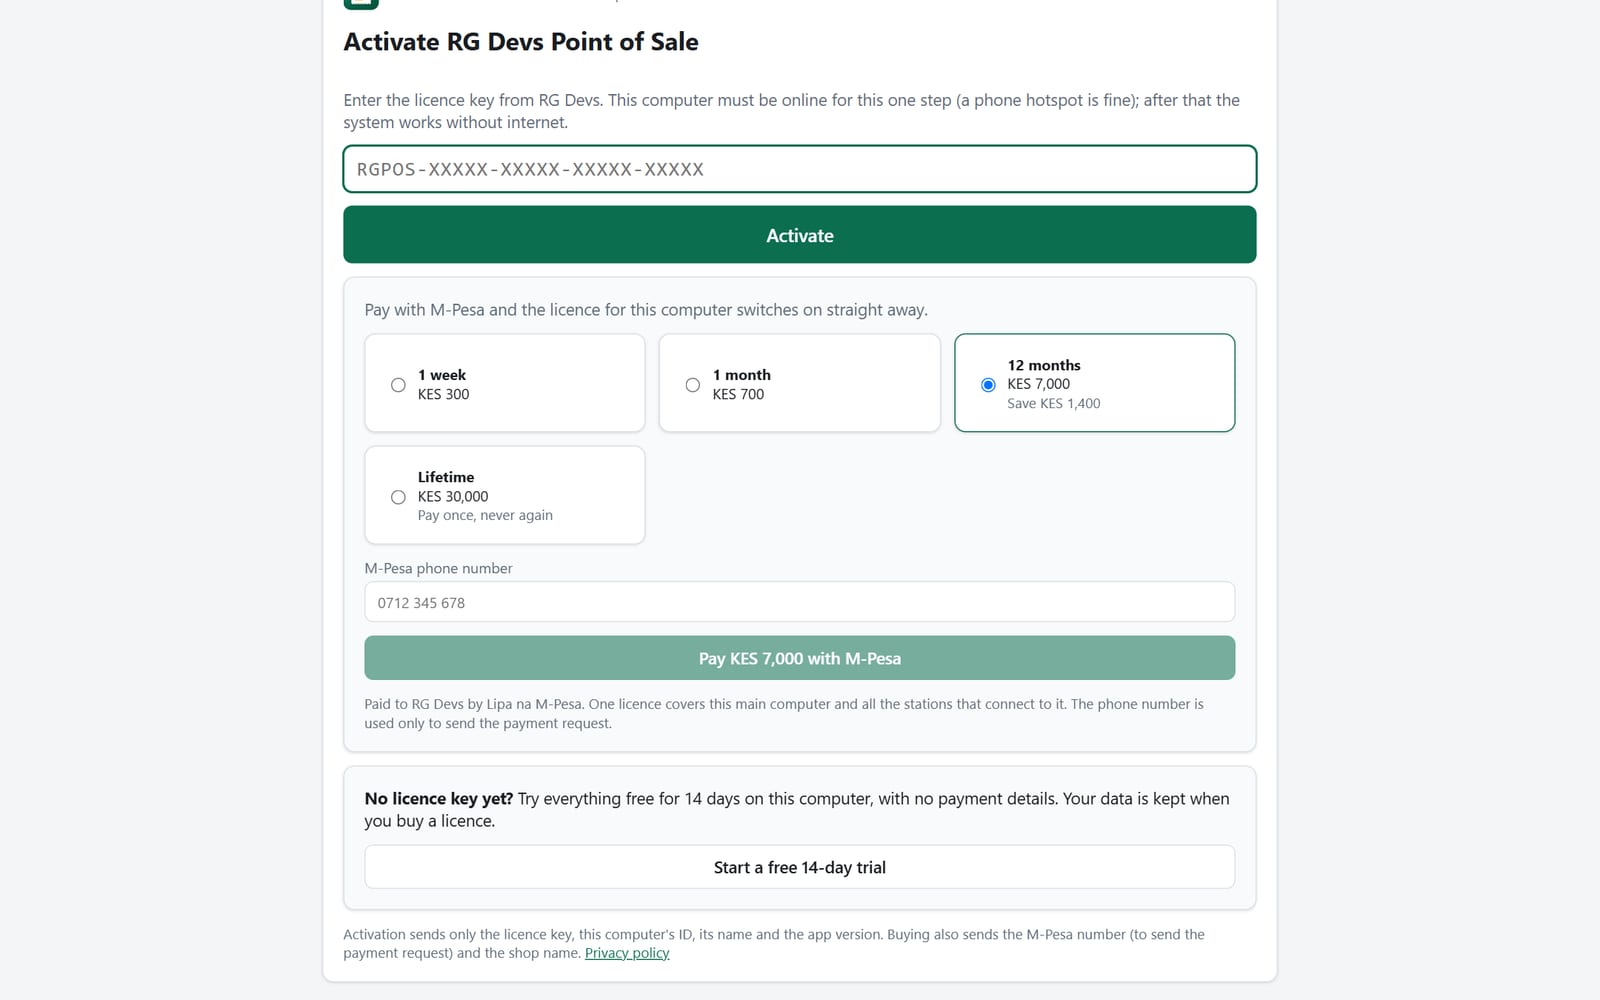 Activate RG Devs Point of Sale
Enter the licence key from RG Devs. This computer must be online for this one step (a phone hotspot is fine); after that the
system works without internet.
RGPOS-XXXXX-XXXXX-XXXXX-XXXXX
Activate
Pay with M-Pesa and the licence for this computer switches on straight away.
1 week
KES 300
1 month
KES 700
12 months
KES 7,000
Save KES 1,400
Lifetime
KES 30,000
Pay once, never again
M-Pesa phone number
0712 345 678
Pay KES 7,000 with M-Pesa
Paid to RG Devs by Lipa na M-Pesa. One licence covers this main computer and all the stations that connect to it. The phone number is
used only to send the payment request.
No licence key yet? Try everything free for 14 days on this computer, with no payment details. Your data is kept when
you buy a licence.
Start a free 14-day trial
Activation sends only the licence key, this computer's ID, its name and the app version. Buying also sends the M-Pesa number (to send the
payment request) and the shop name. Privacy policy